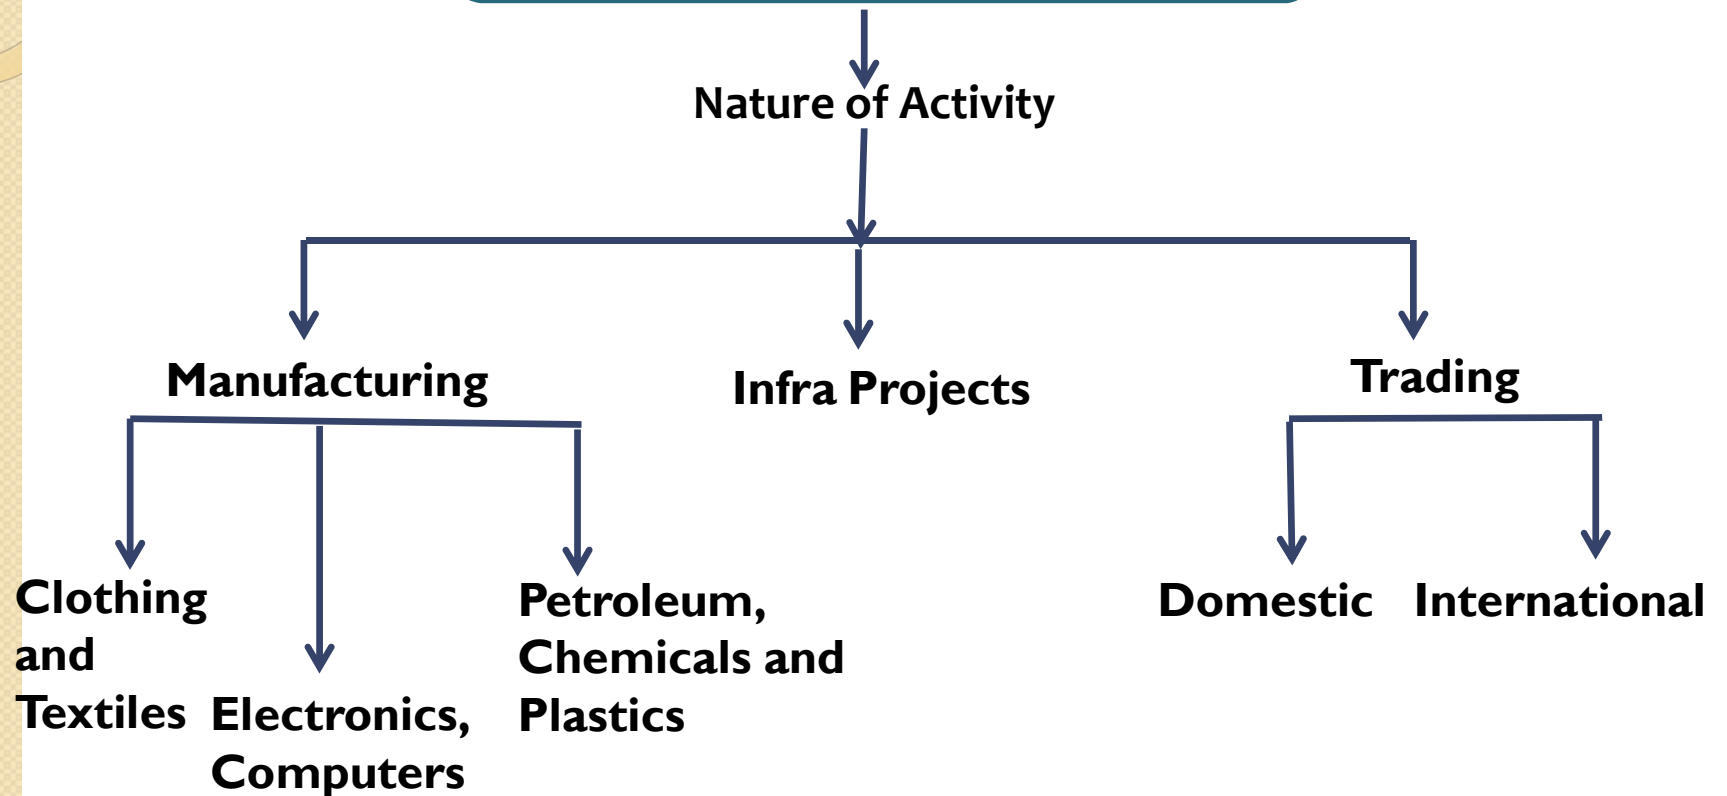 Nature of Activity
Manufacturing
Infra Projects
Trading
Clothing
and
Textiles
Electronics,
Computers
Petroleum,
Chemicals and
Plastics
Domestic
International